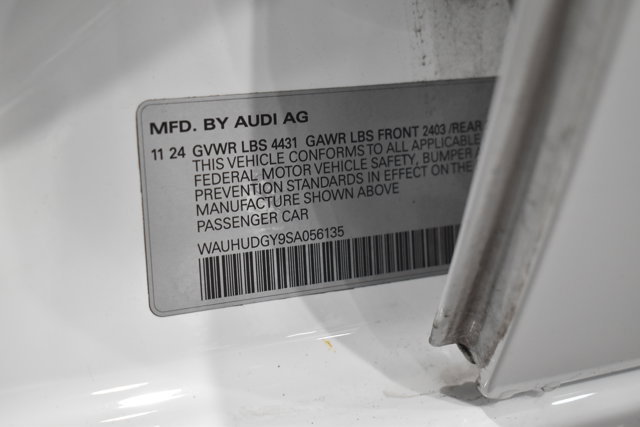 MFD. BY AUDI AG
11 24 GVWR LBS 4431 GAWR LBS FRONT 2403 /REAR
THIS VEHICLE CONFORMS TO ALL APPLICABLE
FEDERAL MOTOR VEHICLE SAFETY, BUMPER A
PREVENTION STANDARDS IN EFFECT ON THE
MANUFACTURE SHOWN ABOVE
PASSENGER CAR
WAUHUDGY9SA056135